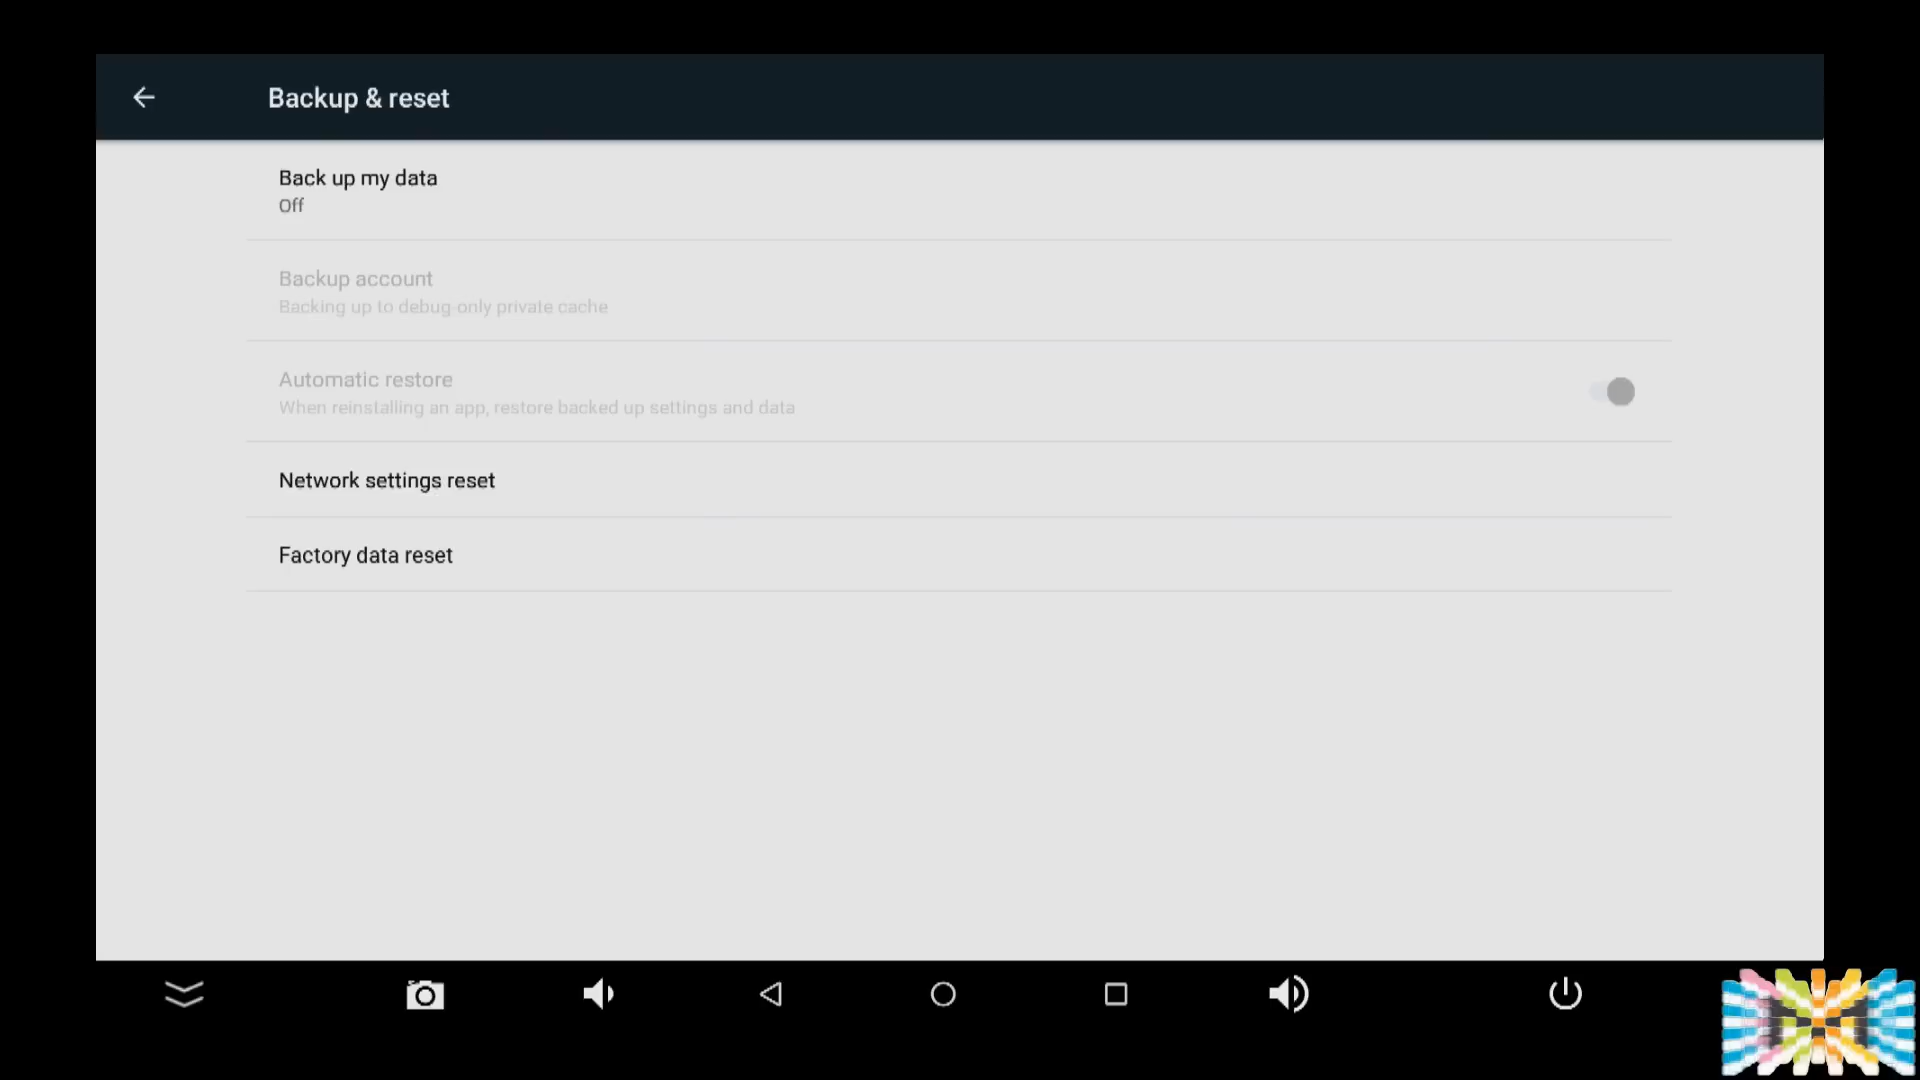 Backup & reset
Back up my data
Off
Backup account
Backing up to debug-only private cache
Automatic restore
When reinstalling an app, restore backed up settings and data
Network settings reset
Factory data reset